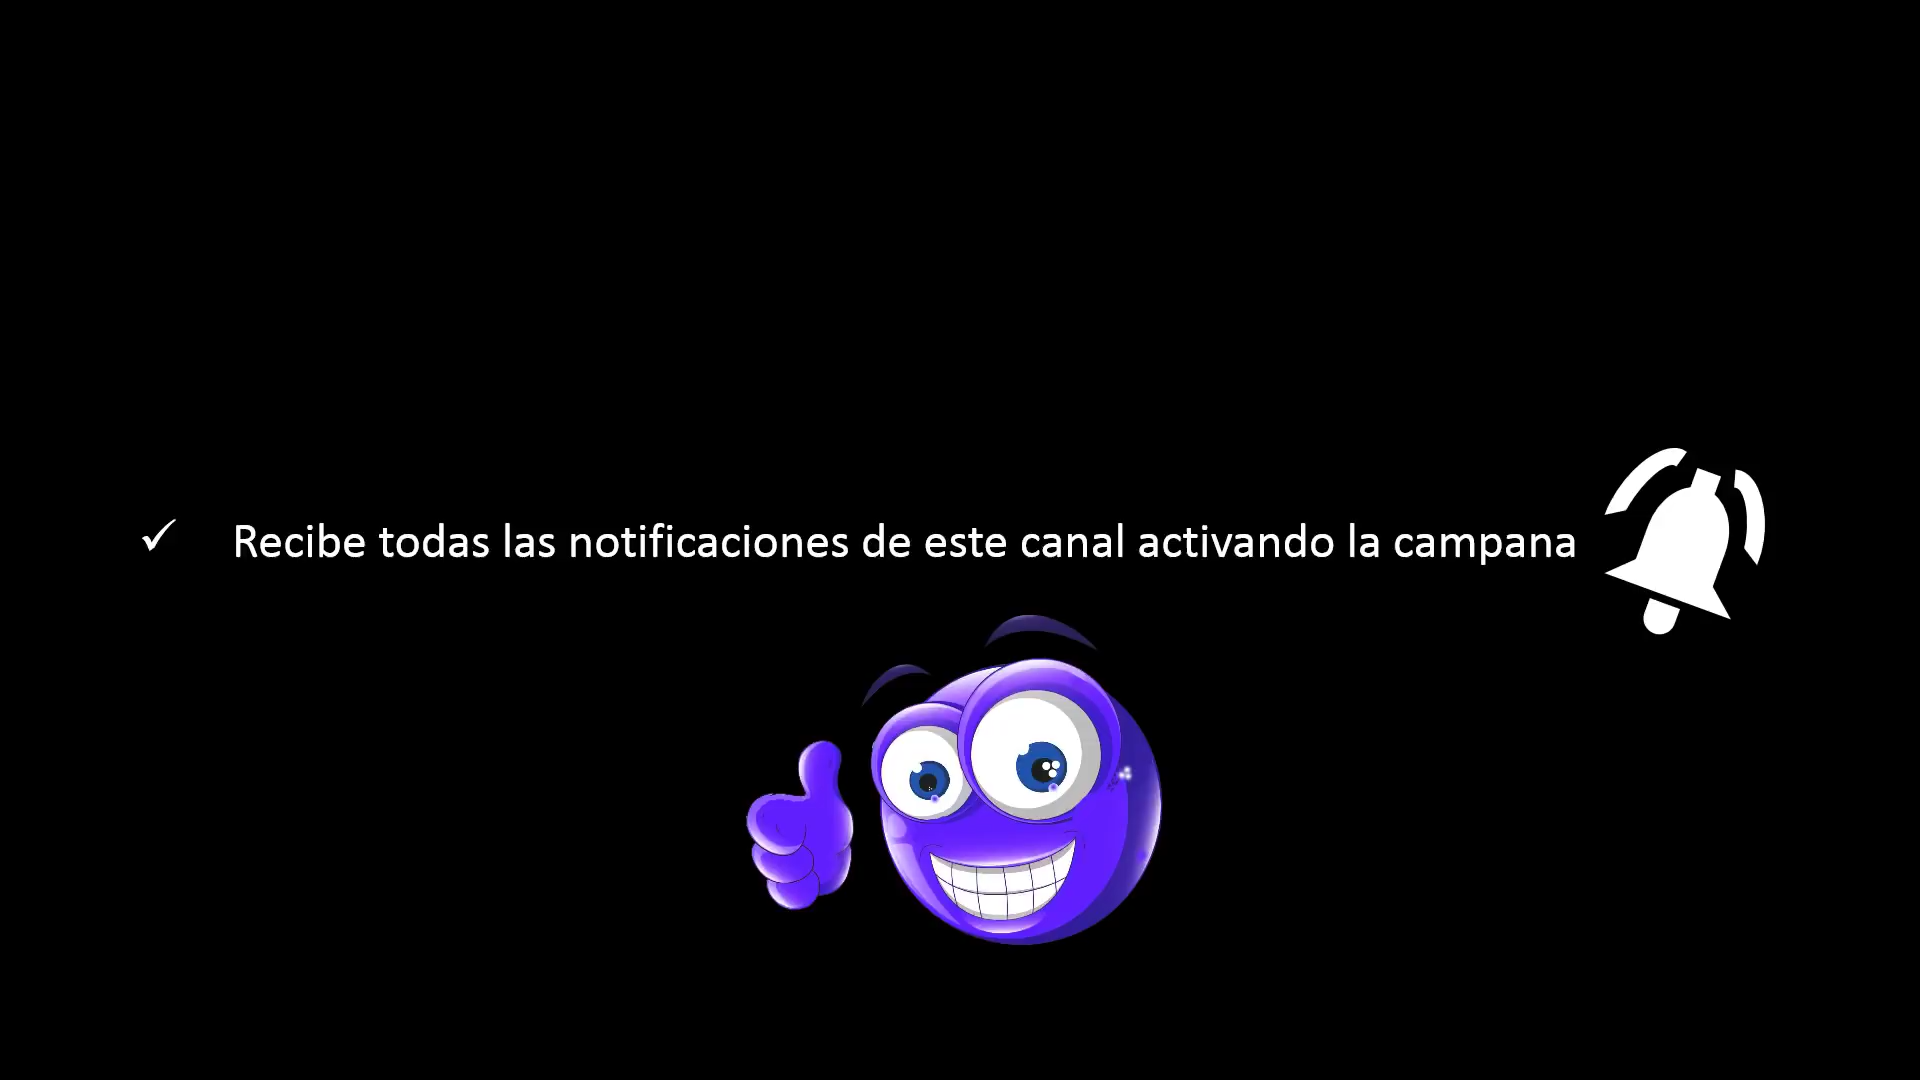 ✓ Recibe todas las notificaciones de este canal activando la campana